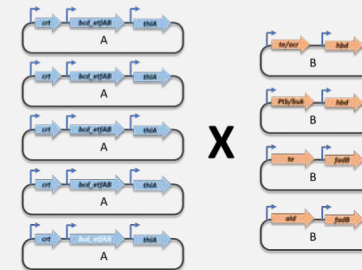 crt bcd_etfAB thiA
A
crt bcd_etfAB thiA
A
crt bcd_etfAB thiA
A
crt bcd_etfAB thiA
A
crt bcd_etfAB thiA
A
X
te/acr hbd
B
Ptb/buk hbd
B
te fadB
B
ald fadB
B